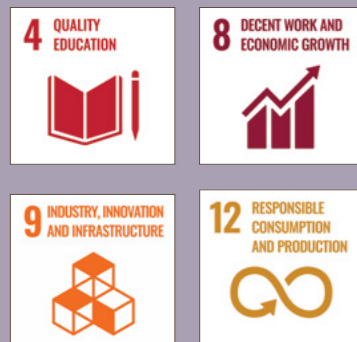 4 QUALITY
EDUCATION
8 DECENT WORK AND
ECONOMIC GROWTH
9 INDUSTRY, INNOVATION
AND INFRASTRUCTURE
12 RESPONSIBLE
CONSUMPTION
AND PRODUCTION